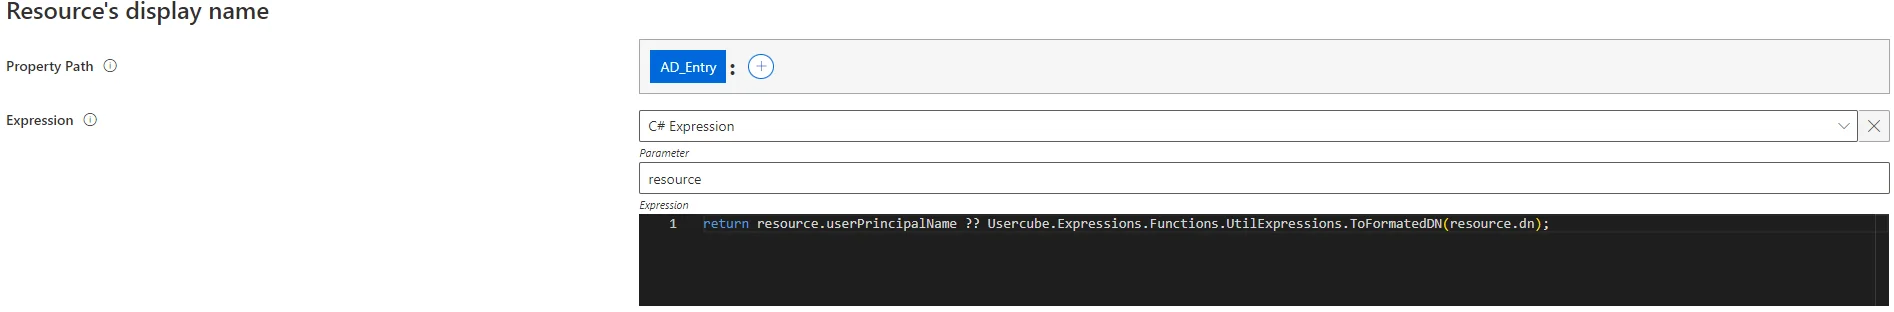 Resource's display name
Property Path
AD_Entry :
Expression
C# Expression
Parameter
resource
Expression
1 return resource.userPrincipalName ?? Usercube.Expressions.Functions.UtilExpressions.ToFormatedDN(resource.dn);